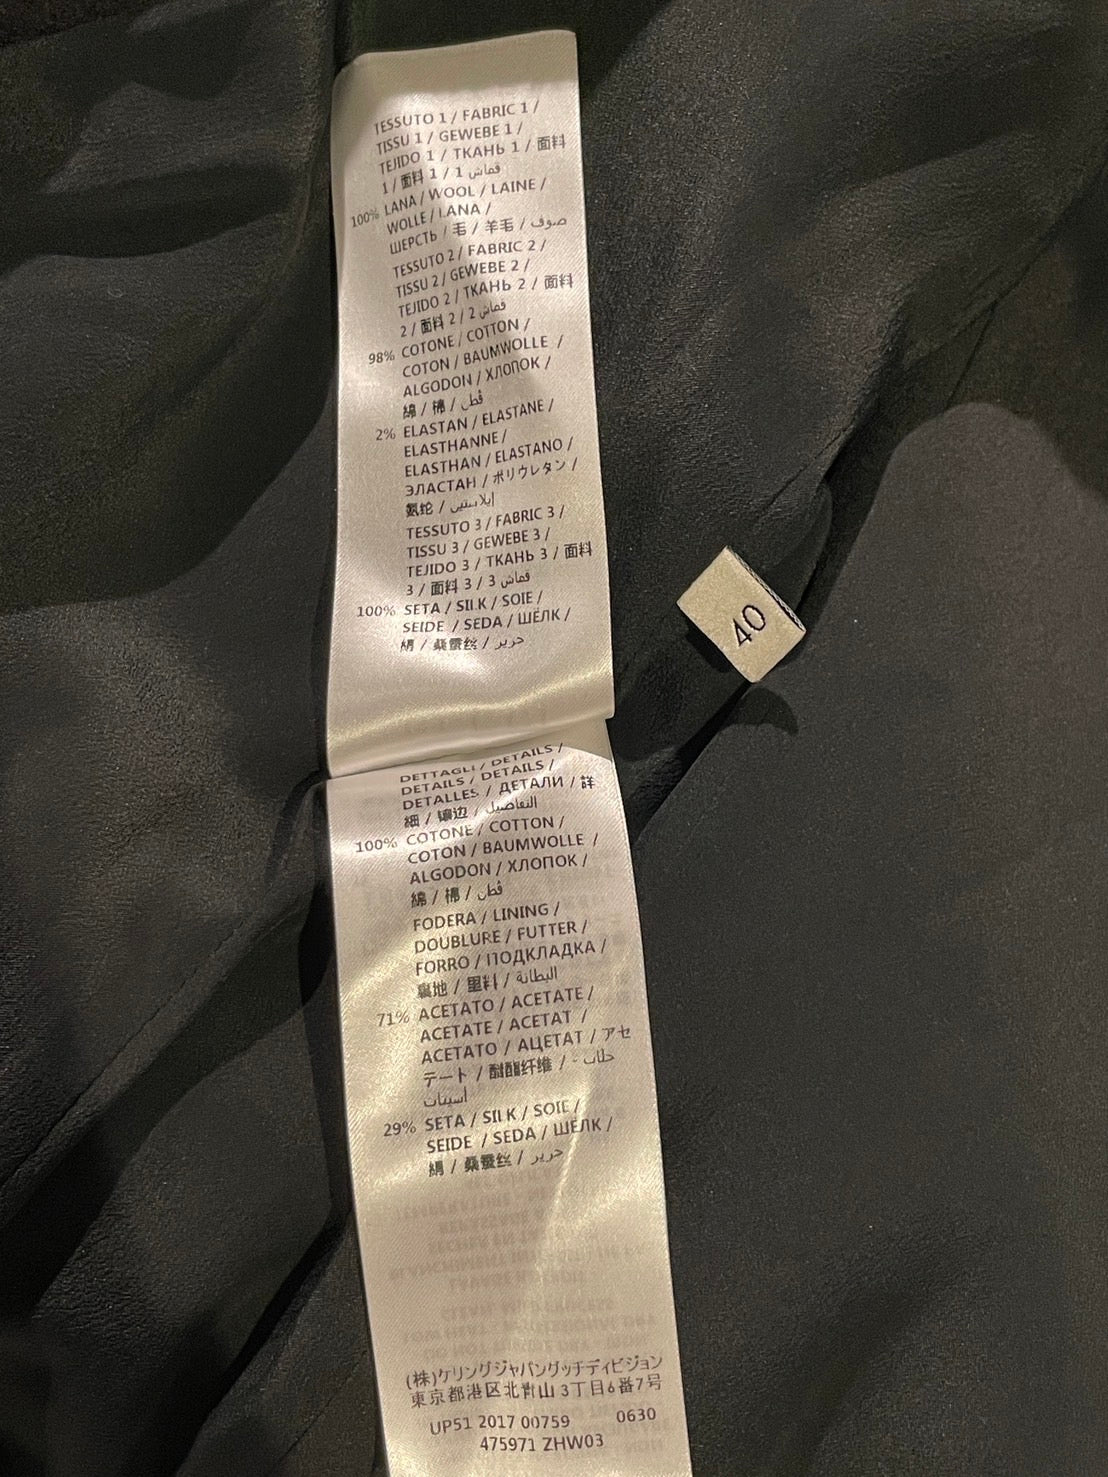 TESSUTO 1 / FABRIC 1 /
TISSU 1 / GEWEBE 1 /
TEJIDO 1 / ТКАНЬ 1 / 面料
1 / 面料 1 / 1 قماش
100% LANA / WOOL / LAINE /
WOLLE / LANA /
ШЕРСТЬ / 毛 / 羊毛 / صوف
TESSUTO 2 / FABRIC 2 /
TISSU 2 / GEWEBE 2 /
TEJIDO 2 / ТКАНЬ 2 / 面料
2 / 面料 2 / 2 قماش
98% COTONE / COTTON /
COTON / BAUMWOLLE /
ALGODON / ХЛОПОК /
綿 / 棉 / قطن
2% ELASTAN / ELASTANE /
ELASTHANNE /
ELASTHAN / ELASTANO /
ЭЛАСТАН / ポリウレタン /
氨纶 / إيلاستين
TESSUTO 3 / FABRIC 3 /
TISSU 3 / GEWEBE 3 /
TEJIDO 3 / ТКАНЬ 3 / 面料
3 / 面料 3 / 3 قماش
100% SETA / SILK / SOIE /
SEIDE / SEDA / ШЁЛК /
絹 / 桑蚕丝 / حرير
40
DETTAGLI / DETAILS /
DETAILS / DETAILS /
DETALLES / ДЕТАЛИ / 詳
細 / 镶边 / التفاصيل
100% COTONE / COTTON /
COTON / BAUMWOLLE /
ALGODON / ХЛОПОК /
綿 / 棉 / قطن
FODERA / LINING /
DOUBLURE / FUTTER /
FORRO / ПОДКЛАДКА /
裏地 / 里料 / البطانة
71% ACETATO / ACETATE /
ACETATE / ACETAT /
ACETATO / АЦЕТАТ / アセ
テート / 醋酯纤维 /
أسيتات
29% SETA / SILK / SOIE /
SEIDE / SEDA / ШЁЛК /
絹 / 桑蚕丝 / حرير
(株)ケリングジャパングッチディビジョン
東京都港区北青山 3丁目6番7号
UP51 2017 00759 0630
475971 ZHW03